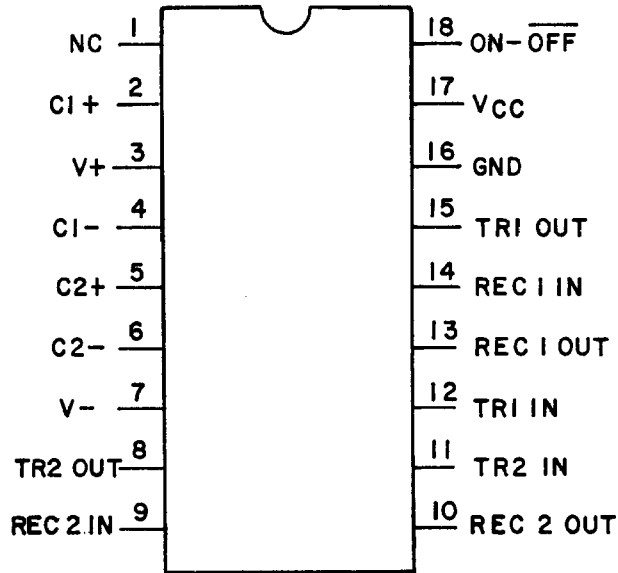 NC 1
C1+ 2
V+ 3
C1- 4
C2+ 5
C2- 6
V- 7
TR2 OUT 8
REC 2 IN 9
18 ON-O̅F̅F̅
17 VCC
16 GND
15 TR1 OUT
14 REC 1 IN
13 REC 1 OUT
12 TR1 IN
11 TR2 IN
10 REC 2 OUT